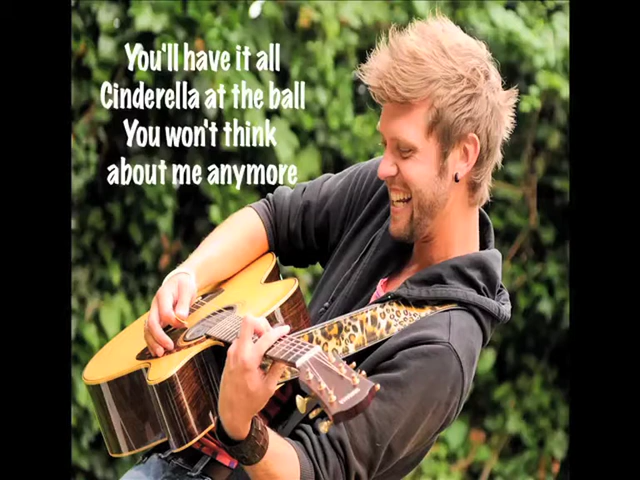 You'll have it all
Cinderella at the ball
You won't think
about me anymore